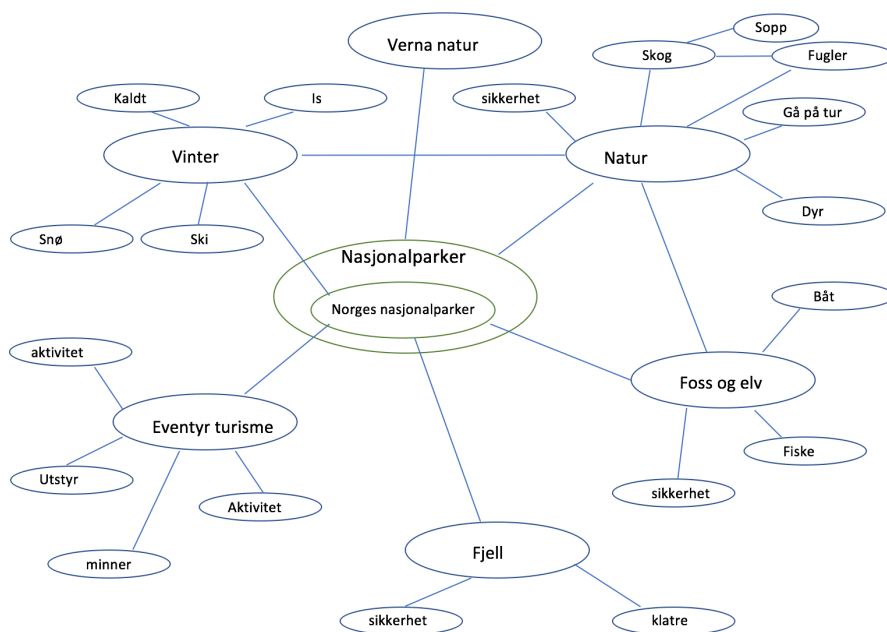 Sopp
Verna natur
Skog
Fugler
Kaldt
Is
sikkerhet
Gå på tur
Vinter
Natur
Dyr
Snø
Ski
Nasjonalparker
Norges nasjonalparker
Båt
aktivitet
Foss og elv
Eventyr turisme
Fiske
Utstyr
sikkerhet
Aktivitet
Fjell
minner
sikkerhet
klatre